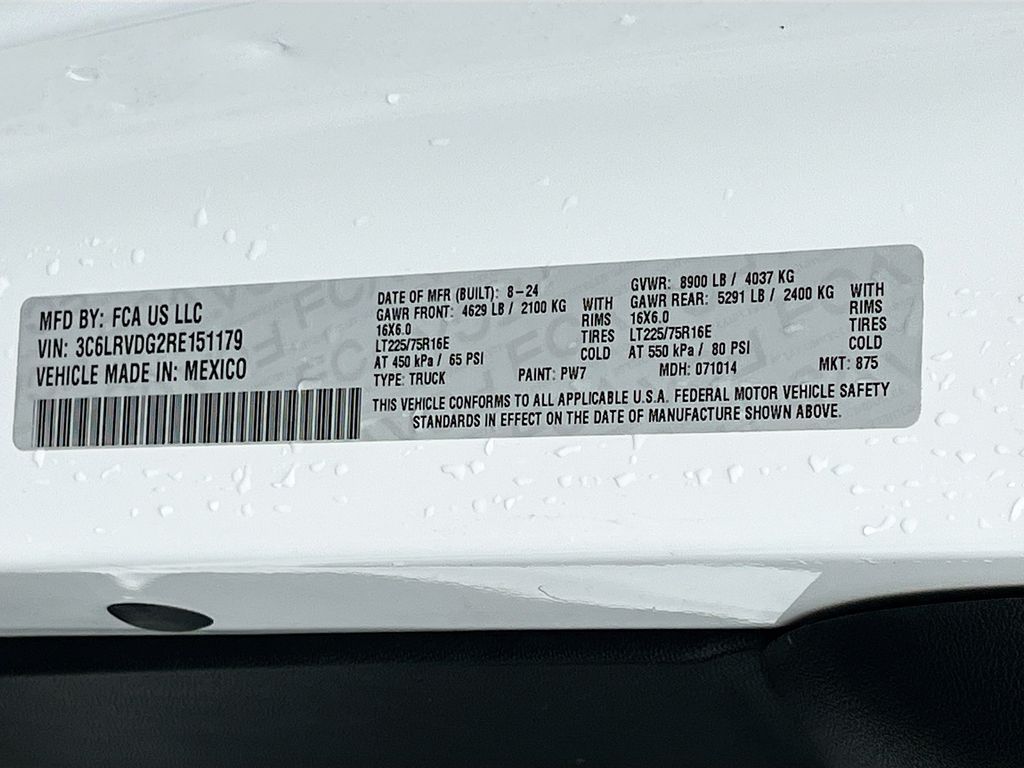 MFD BY: FCA US LLC
VIN: 3C6LRVDG2RE151179
VEHICLE MADE IN: MEXICO
DATE OF MFR (BUILT): 8-24
GAWR FRONT: 4629 LB / 2100 KG
16X6.0
LT225/75R16E
AT 450 kPa / 65 PSI
WITH
RIMS
TIRES
COLD
GVWR: 8900 LB / 4037 KG
GAWR REAR: 5291 LB / 2400 KG
16X6.0
LT225/75R16E
AT 550 kPa / 80 PSI
WITH
RIMS
TIRES
COLD
TYPE: TRUCK PAINT: PW7 MDH: 071014 MKT: 875
THIS VEHICLE CONFORMS TO ALL APPLICABLE U.S.A. FEDERAL MOTOR VEHICLE SAFETY
STANDARDS IN EFFECT ON THE DATE OF MANUFACTURE SHOWN ABOVE.